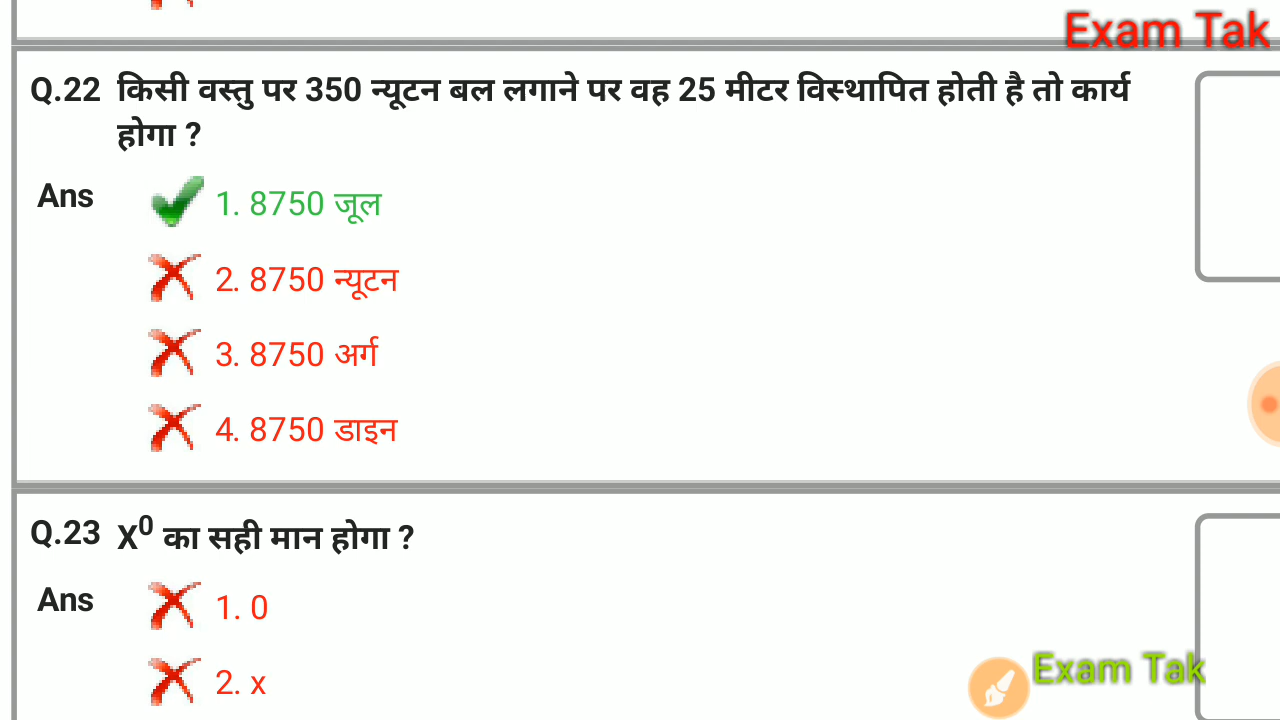 Exam Tak
Q.22 किसी वस्तु पर 350 न्यूटन बल लगाने पर वह 25 मीटर विस्थापित होती है तो कार्य
होगा ?
Ans 1. 8750 जूल
2. 8750 न्यूटन
3. 8750 अर्ग
4. 8750 डाइन
Q.23 X⁰ का सही मान होगा ?
Ans 1. 0
2. x
Exam Tak